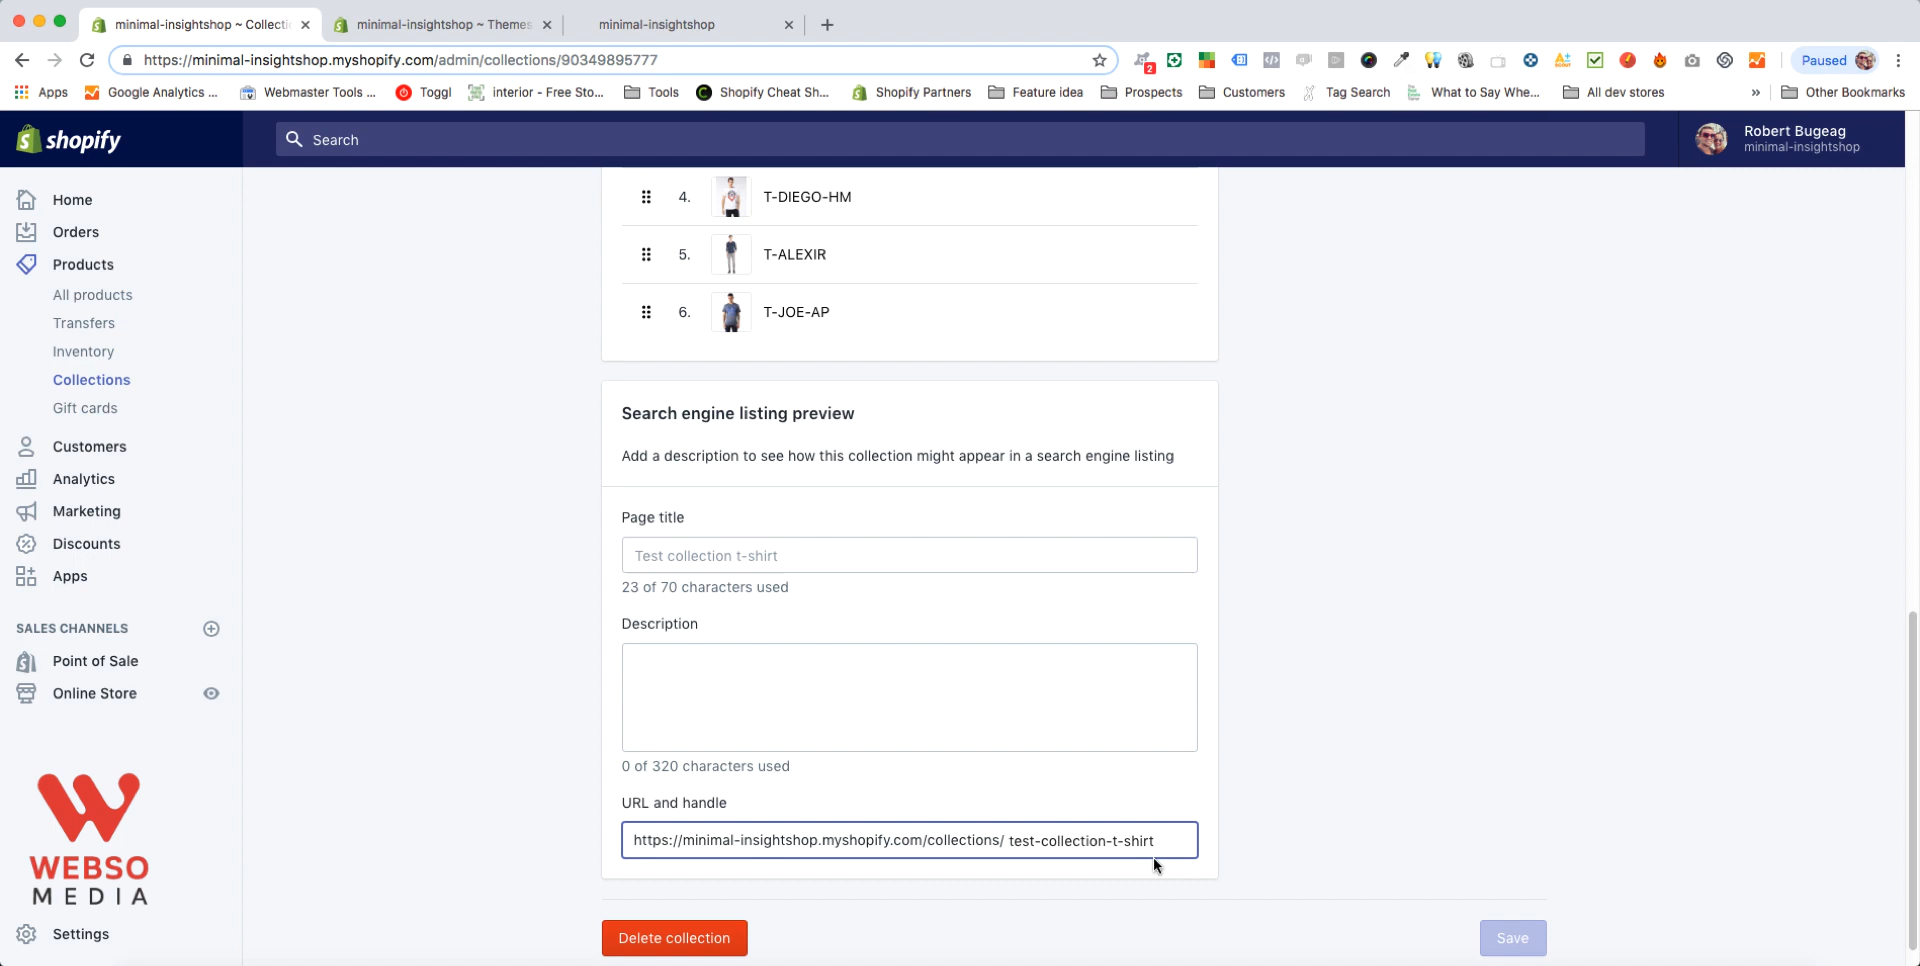 minimal-insightshop ~ Collecti
minimal-insightshop ~ Themes
minimal-insightshop
https://minimal-insightshop.myshopify.com/admin/collections/90349895777
2
Paused
Apps
Google Analytics ...
Webmaster Tools ...
Toggl
interior - Free Sto...
Tools
Shopify Cheat Sh...
Shopify Partners
Feature idea
Prospects
Customers
Tag Search
What to Say Whe...
All dev stores
»
Other Bookmarks
shopify
Search
Robert Bugeag
minimal-insightshop
Home
Orders
Products
All products
Transfers
Inventory
Collections
Gift cards
Customers
Analytics
Marketing
Discounts
Apps
SALES CHANNELS
Point of Sale
Online Store
WEBSO
MEDIA
Settings
4. T-DIEGO-HM
5. T-ALEXIR
6. T-JOE-AP
Search engine listing preview
Add a description to see how this collection might appear in a search engine listing
Page title
Test collection t-shirt
23 of 70 characters used
Description
0 of 320 characters used
URL and handle
https://minimal-insightshop.myshopify.com/collections/ test-collection-t-shirt
Delete collection
Save